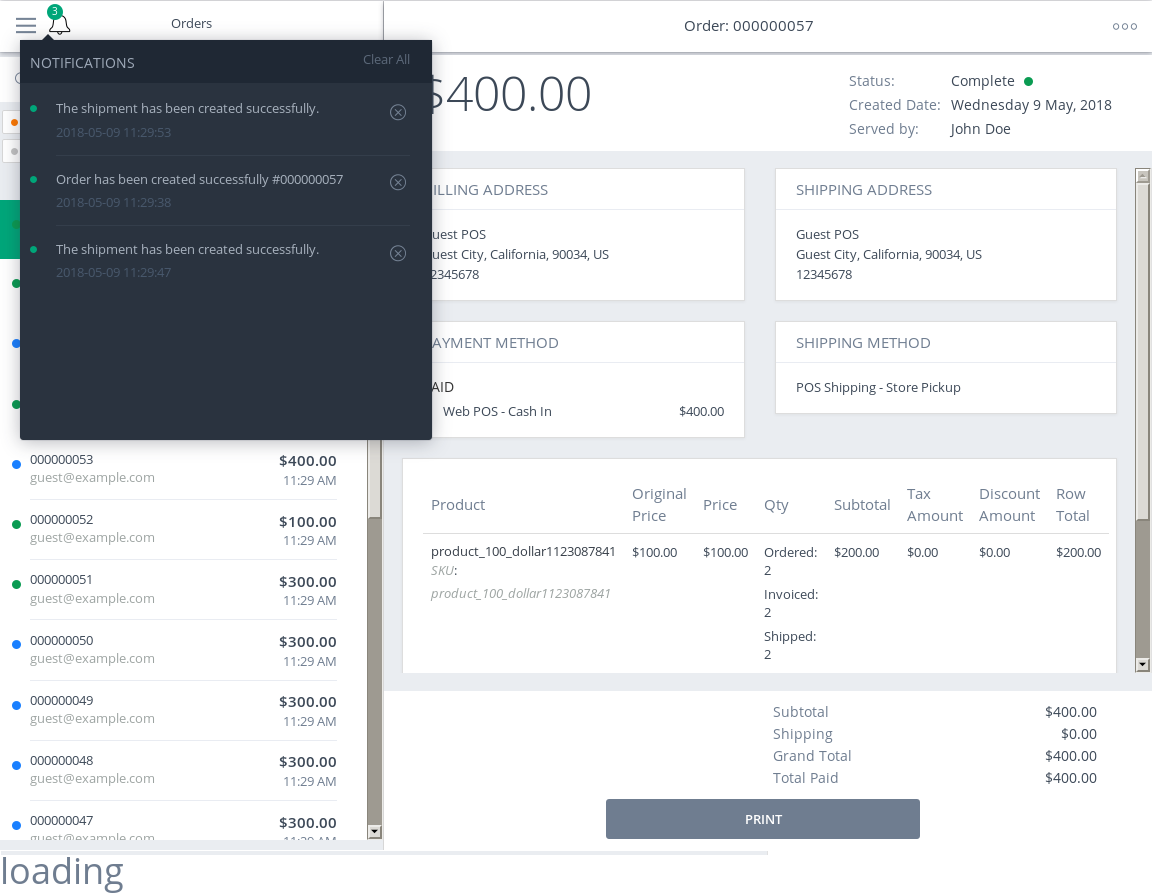 3
Orders
Order: 000000057
NOTIFICATIONS
Clear All
The shipment has been created successfully.
2018-05-09 11:29:53
Order has been created successfully #000000057
2018-05-09 11:29:38
The shipment has been created successfully.
2018-05-09 11:29:47
000000053
$400.00
guest@example.com
11:29 AM
000000052
$100.00
guest@example.com
11:29 AM
000000051
$300.00
guest@example.com
11:29 AM
000000050
$300.00
guest@example.com
11:29 AM
000000049
$300.00
guest@example.com
11:29 AM
000000048
$300.00
guest@example.com
11:29 AM
000000047
$300.00
guest@example.com
11:29 AM
$400.00
Status: Complete
Created Date: Wednesday 9 May, 2018
Served by: John Doe
ILLING ADDRESS
uest POS
uest City, California, 90034, US
2345678
SHIPPING ADDRESS
Guest POS
Guest City, California, 90034, US
12345678
AYMENT METHOD
AID
Web POS - Cash In $400.00
SHIPPING METHOD
POS Shipping - Store Pickup
Product Original Price Price Qty Subtotal Tax Amount Discount Amount Row Total
product_100_dollar1123087841 $100.00 $100.00 Ordered: $200.00 $0.00 $0.00 $200.00
SKU: 2
product_100_dollar1123087841 Invoiced:
2
Shipped:
2
Subtotal $400.00
Shipping $0.00
Grand Total $400.00
Total Paid $400.00
PRINT
loading